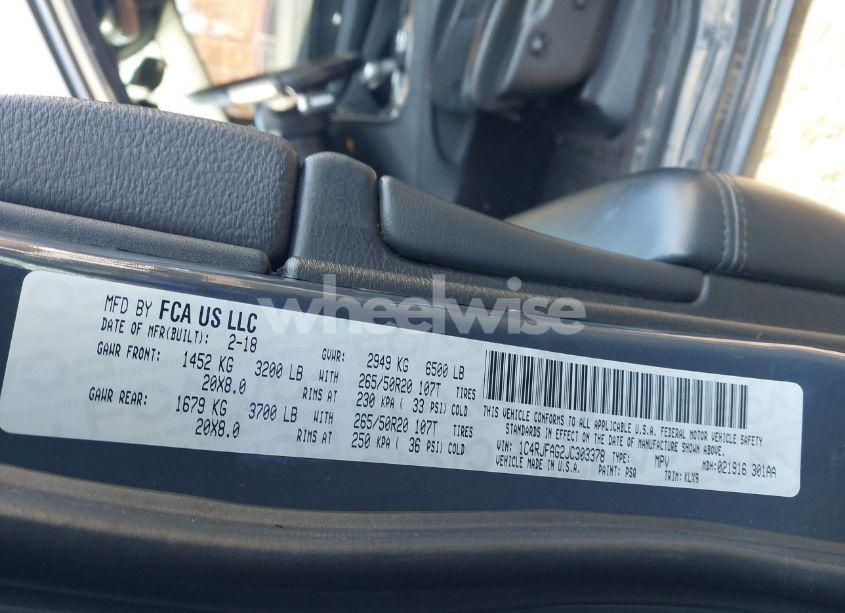 wheelwise
MFD BY FCA US LLC
DATE OF MFR(BUILT): 2-18 GVWR: 2949 KG 6500 LB
GAWR FRONT: 1452 KG 3200 LB WITH 265/50R20 107T TIRES
20X8.0 RIMS AT 230 KPA ( 33 PSI) COLD
GAWR REAR: 1679 KG 3700 LB WITH 265/50R20 107T TIRES
20X8.0 RIMS AT 250 KPA ( 36 PSI) COLD
THIS VEHICLE CONFORMS TO ALL APPLICABLE U.S.A. FEDERAL MOTOR VEHICLE SAFETY
STANDARDS IN EFFECT ON THE DATE OF MANUFACTURE SHOWN ABOVE.
VIN: 1C4RJFAG2JC303378 TYPE: MPV MDH:021916 301AA
VEHICLE MADE IN U.S.A. PAINT: TRIM: KLX9